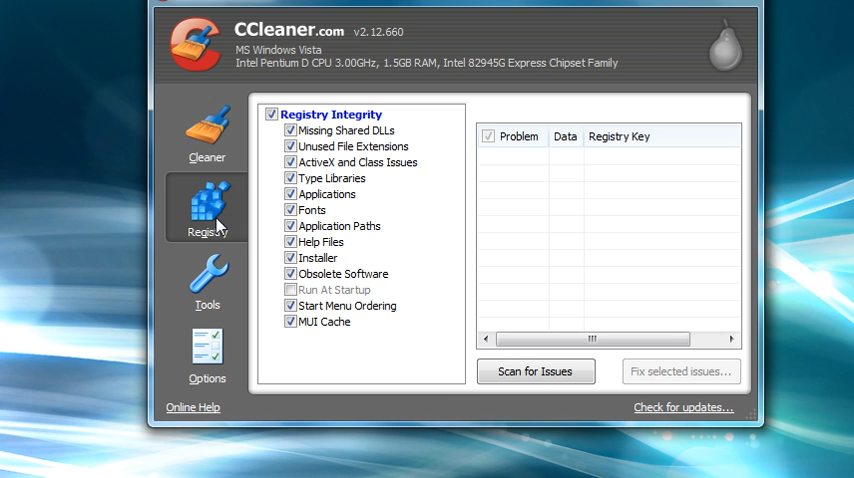 CCleaner.com v2.12.660
MS Windows Vista
Intel Pentium D CPU 3.00GHz, 1.5GB RAM, Intel 82945G Express Chipset Family
Cleaner
Registry
Tools
Options
Registry Integrity
Missing Shared DLLs
Unused File Extensions
ActiveX and Class Issues
Type Libraries
Applications
Fonts
Application Paths
Help Files
Installer
Obsolete Software
Run At Startup
Start Menu Ordering
MUI Cache
Problem Data Registry Key
Scan for Issues Fix selected issues...
Online Help Check for updates...